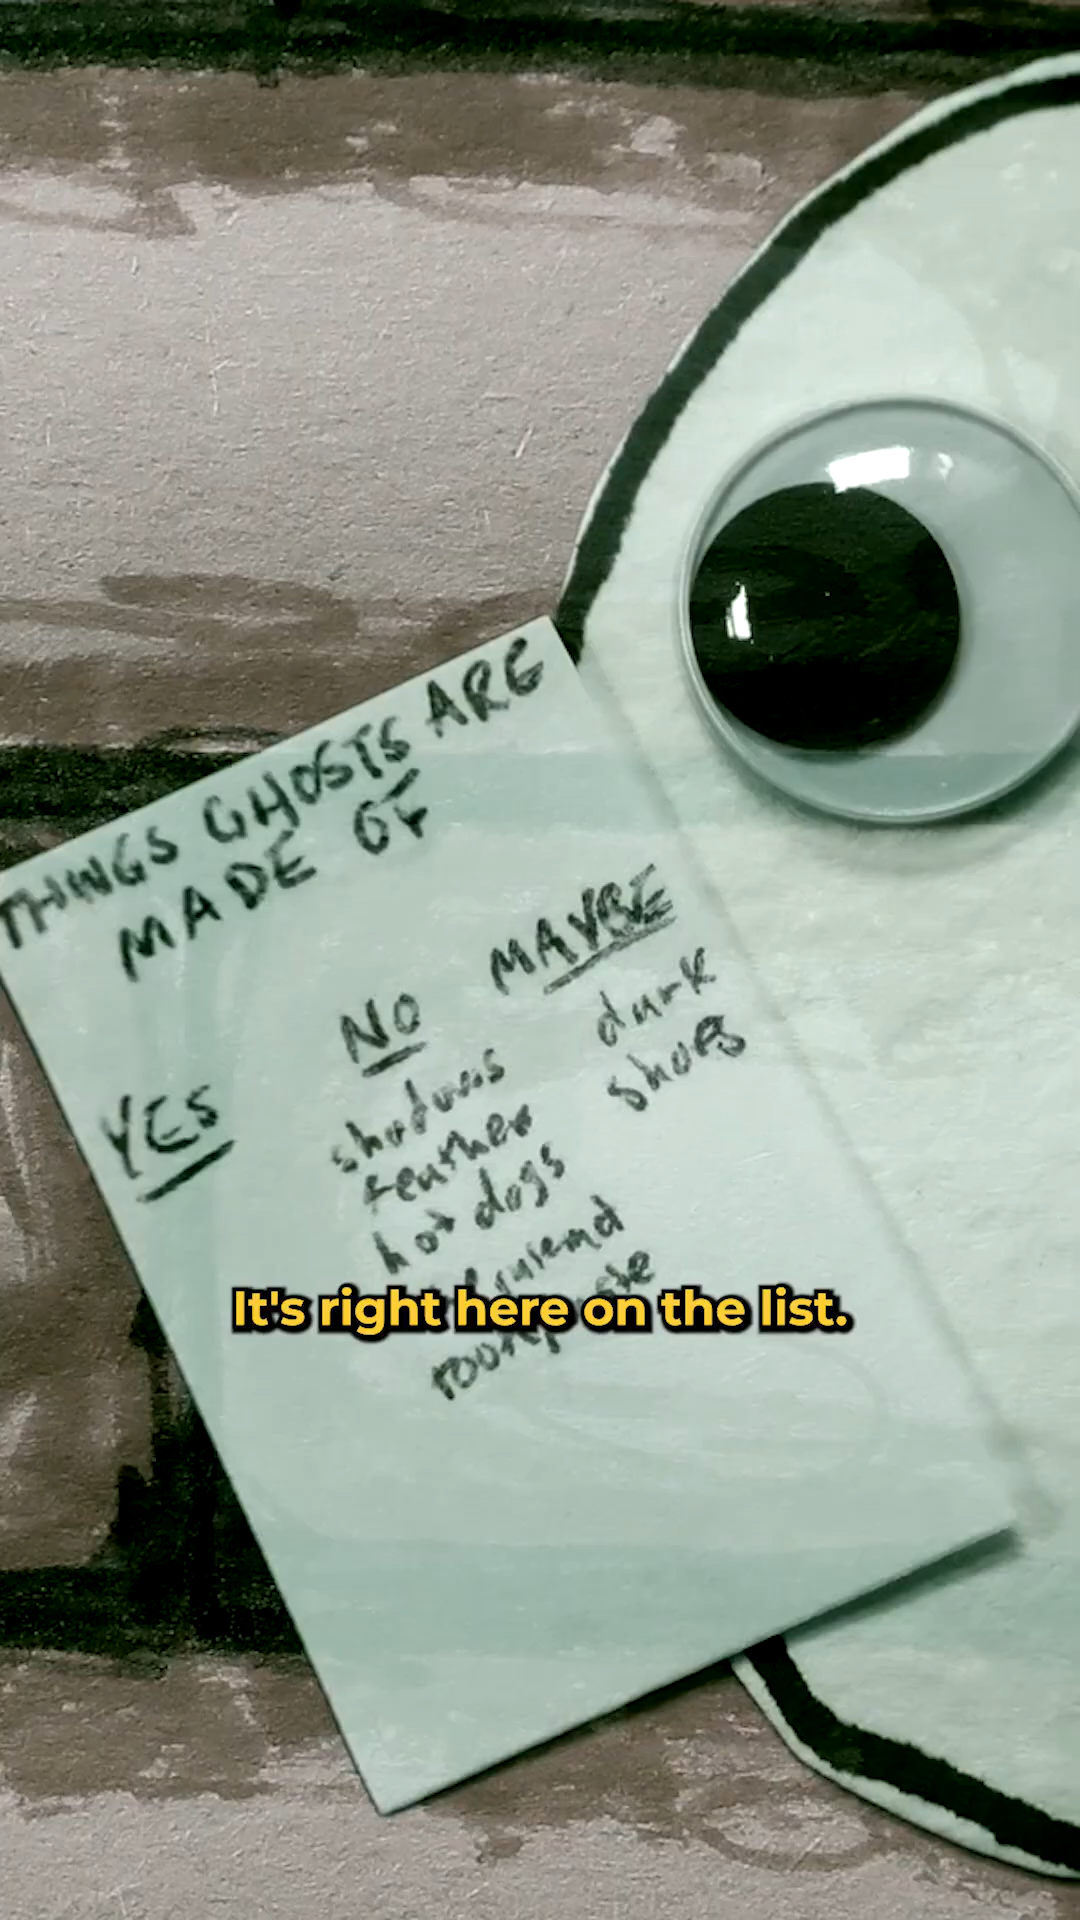 THINGS GHOSTS ARE
MADE OF
YES
NO
shadows
feather
hot dogs
MAYBE
dark
shoes
It's right here on the list.